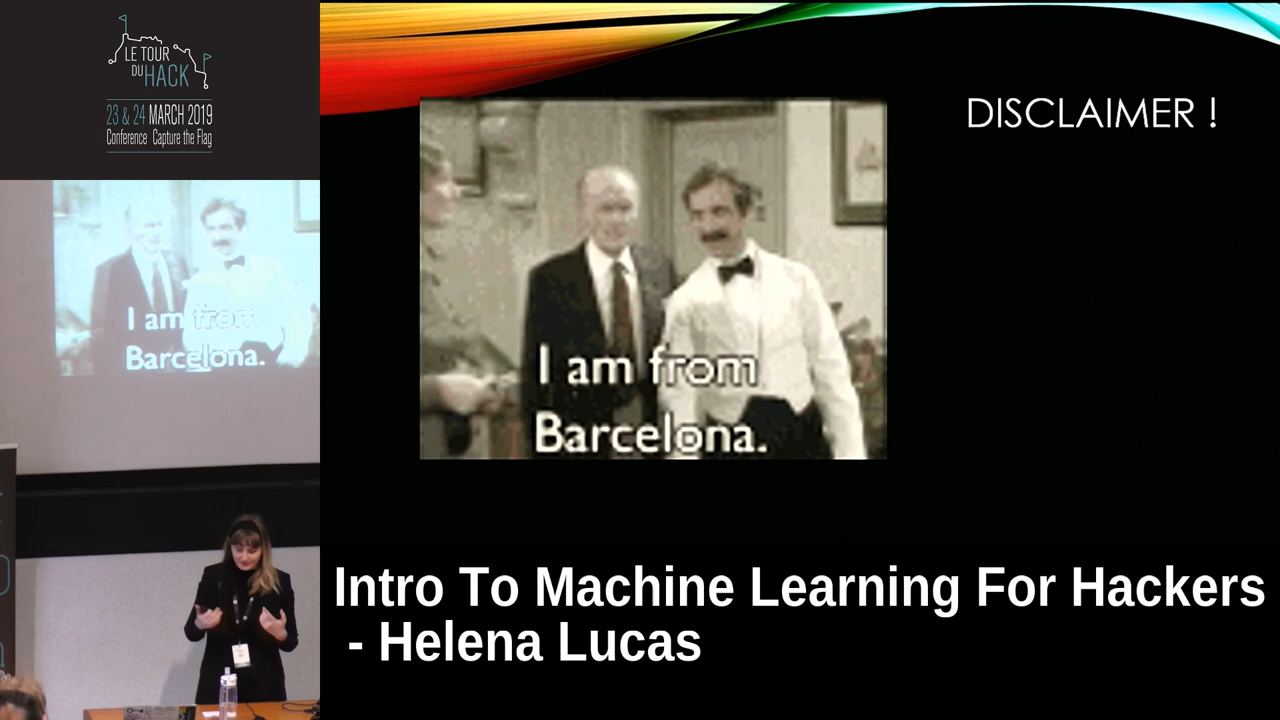 LE TOUR
DU HACK
23 & 24 MARCH 2019
Conference Capture the Flag
DISCLAIMER !
I am from
Barcelona.
I am from
Barcelona.
Intro To Machine Learning For Hackers
- Helena Lucas